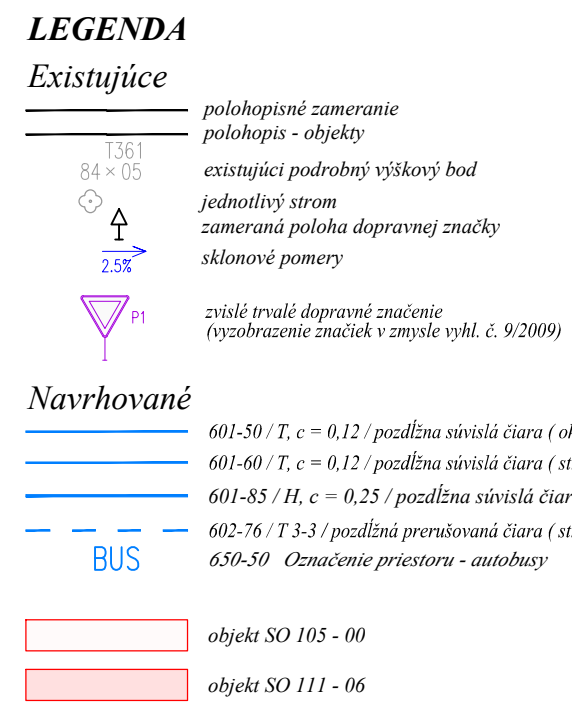 LEGENDA
Existujúce
polohopisné zameranie
polohopis - objekty
T361
84 × 05
existujúci podrobný výškový bod
jednotlivý strom
zameraná poloha dopravnej značky
2.5%
sklonové pomery
P1
zvislé trvalé dopravné značenie
(vyzobrazenie značiek v zmysle vyhl. č. 9/2009)
Navrhované
601-50 / T, c = 0,12 / pozdĺžna súvislá čiara (
601-60 / T, c = 0,12 / pozdĺžna súvislá čiara (
601-85 / H, c = 0,25 / pozdĺžna súvislá
602-76 / T 3-3 / pozdĺžná prerušovaná čiara (
BUS
650-50 Označenie priestoru - autobusy
objekt SO 105 - 00
objekt SO 111 - 06